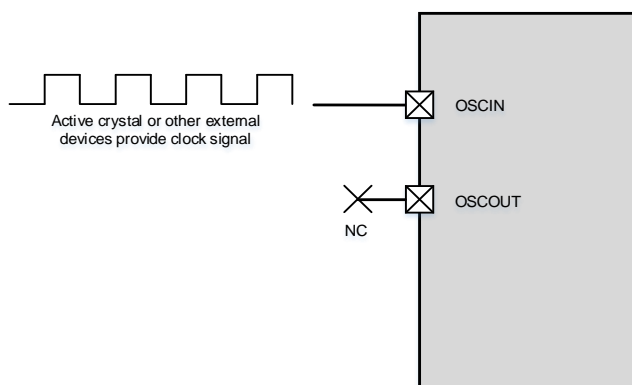 OSCIN
Active crystal or other external
devices provide clock signal
OSCOUT
NC